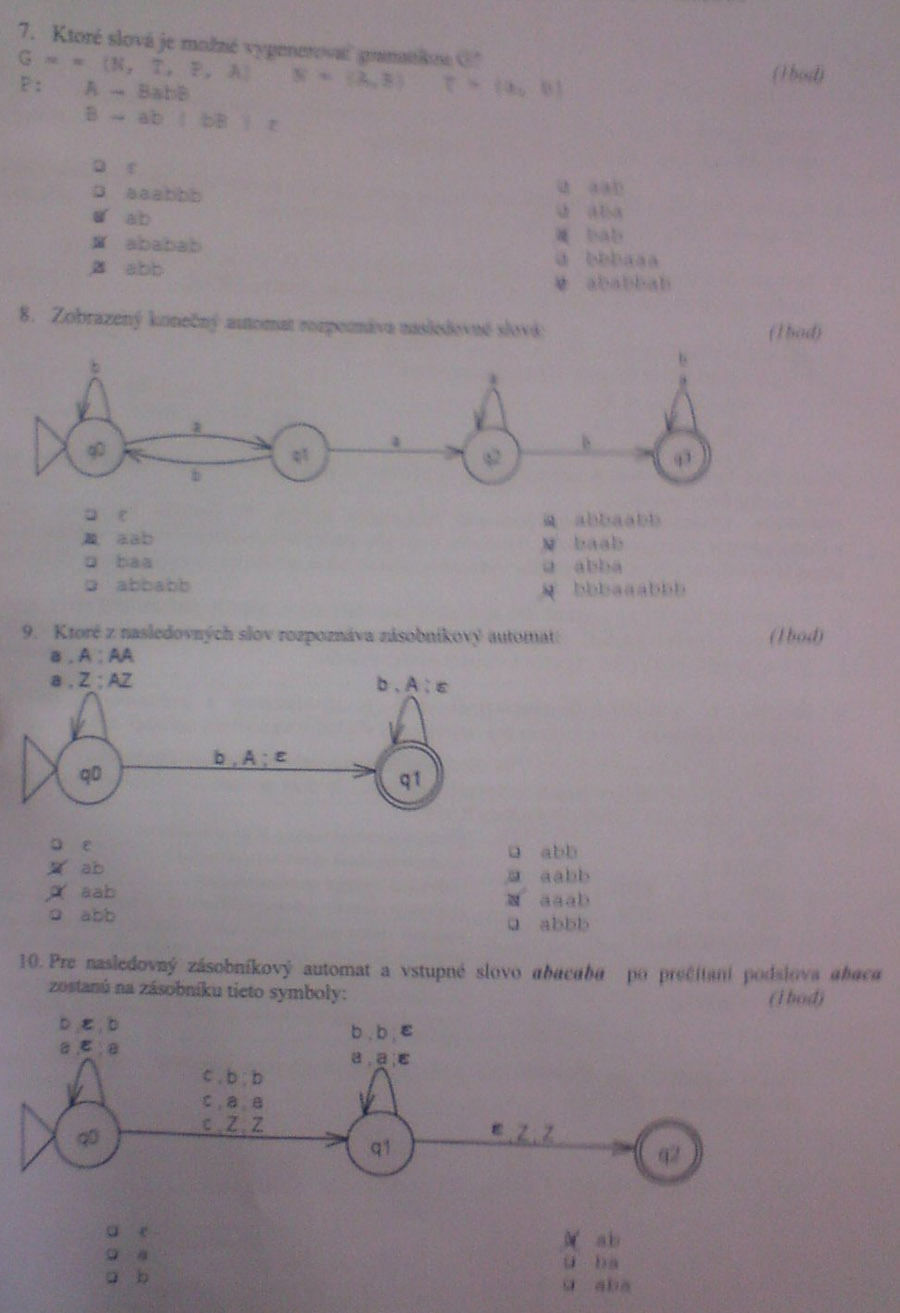 7. Ktoré slová je možné vygenerovať gramatikou G?
(1bod)
G = = (N, T, P, A) N = (A,B) T = (a, b)
P: A → BabB
B → ab | bB | ε
ε
aaabbb
ab
ababab
abb
aab
aba
bab
bbbaaa
ababbab
8. Zobrazený konečný automat rozpoznáva nasledovné slová:
(1bod)
b
a
b
a
a
b
b
a
q0
q1
q2
q3
ε
aab
baa
abbabb
abbaabb
baab
abba
bbbaaabbb
9. Ktoré z nasledovných slov rozpoznáva zásobníkový automat:
(1bod)
a , A ; AA
a , Z ; AZ
b , A ; ε
b , A ; ε
q0
q1
ε
ab
aab
abb
abb
aabb
aaab
abbb
10. Pre nasledovný zásobníkový automat a vstupné slovo abacaba po prečítaní podslova abaca
zostanú na zásobníku tieto symboly:
(1bod)
b , ε ; b
a , ε ; a
c , b ; b
c , a ; a
c , Z ; Z
b , b ; ε
a , a ; ε
ε , Z ; Z
q0
q1
q2
ε
a
b
ab
ba
aba